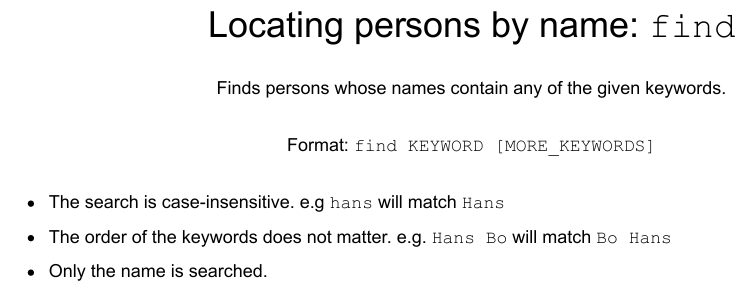 Locating persons by name: find
Finds persons whose names contain any of the given keywords.
Format: find KEYWORD [MORE_KEYWORDS]
• The search is case-insensitive. e.g hans will match Hans
• The order of the keywords does not matter. e.g. Hans Bo will match Bo Hans
• Only the name is searched.